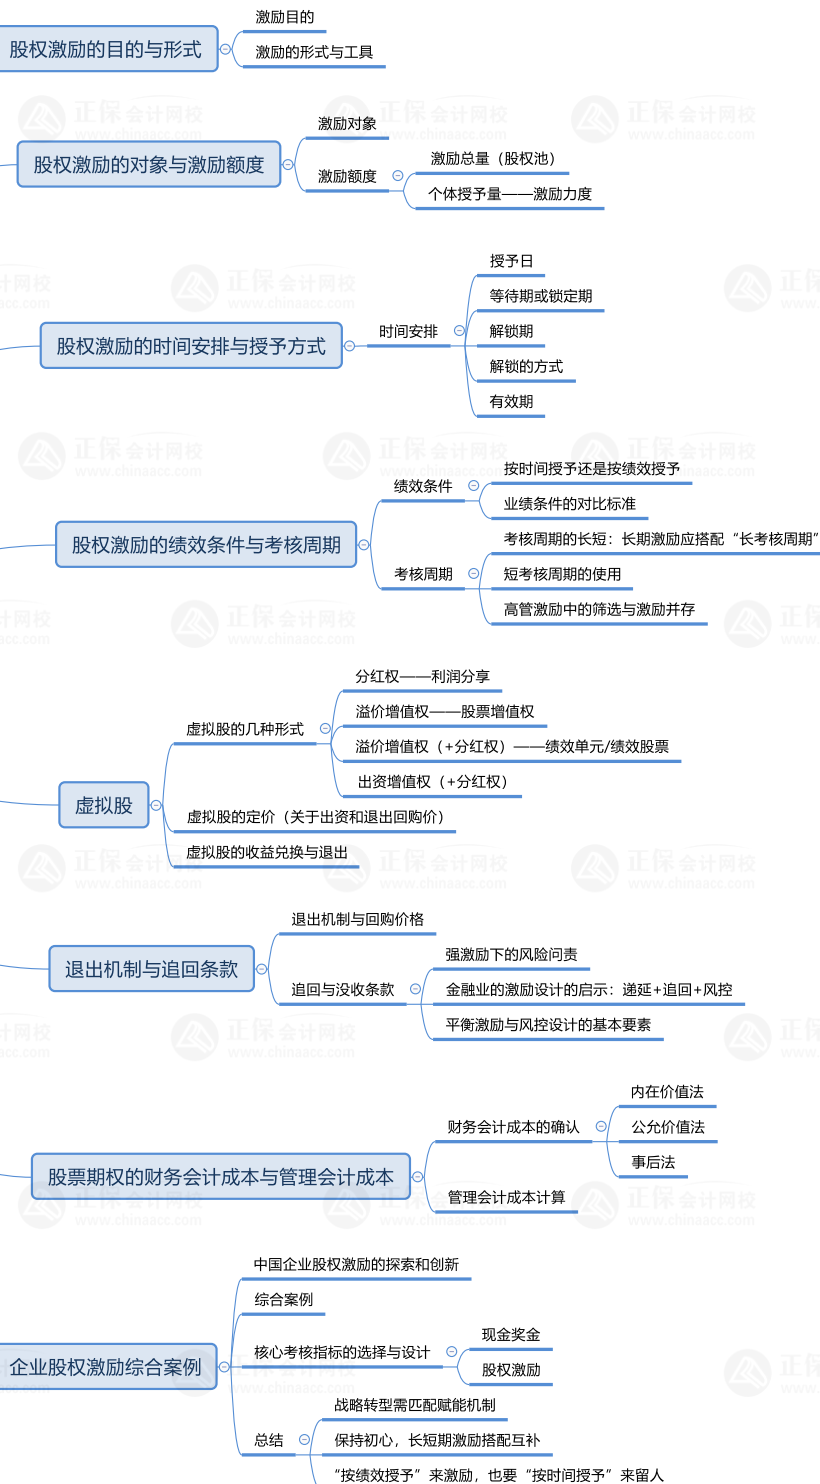 激励目的
股权激励的目的与形式
激励的形式与工具
激励对象
股权激励的对象与激励额度
激励额度
激励总量（股权池）
个体授予量——激励力度
授予日
等待期或锁定期
股权激励的时间安排与授予方式
时间安排
解锁期
解锁的方式
有效期
按时间授予还是按绩效授予
绩效条件
业绩条件的对比标准
股权激励的绩效条件与考核周期
考核周期的长短：长期激励应搭配“长考核周期”
考核周期
短考核周期的使用
高管激励中的筛选与激励并存
分红权——利润分享
虚拟股的几种形式
溢价增值权——股票增值权
溢价增值权（+分红权）——绩效单元/绩效股票
出资增值权（+分红权）
虚拟股
虚拟股的定价（关于出资和退出回购价）
虚拟股的收益兑换与退出
退出机制与回购价格
退出机制与追回条款
强激励下的风险问责
追回与没收条款
金融业的激励设计的启示：递延+追回+风控
平衡激励与风控设计的基本要素
内在价值法
财务会计成本的确认
公允价值法
事后法
股票期权的财务会计成本与管理会计成本
管理会计成本计算
中国企业股权激励的探索和创新
综合案例
企业股权激励综合案例
核心考核指标的选择与设计
现金奖金
股权激励
战略转型需匹配赋能机制
总结
保持初心，长短期激励搭配互补
“按绩效授予”来激励，也要“按时间授予”来留人
正保会计网校
www.chinaacc.com